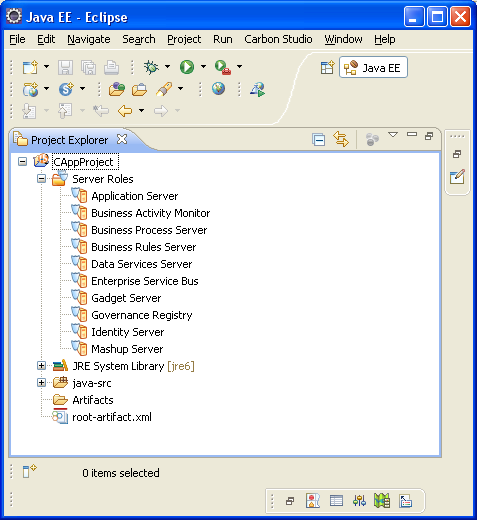 Java EE - Eclipse
File Edit Navigate Search Project Run Carbon Studio Window Help
Java EE
Project Explorer
CAppProject
Server Roles
Application Server
Business Activity Monitor
Business Process Server
Business Rules Server
Data Services Server
Enterprise Service Bus
Gadget Server
Governance Registry
Identity Server
Mashup Server
JRE System Library [jre6]
java-src
Artifacts
root-artifact.xml
0 items selected